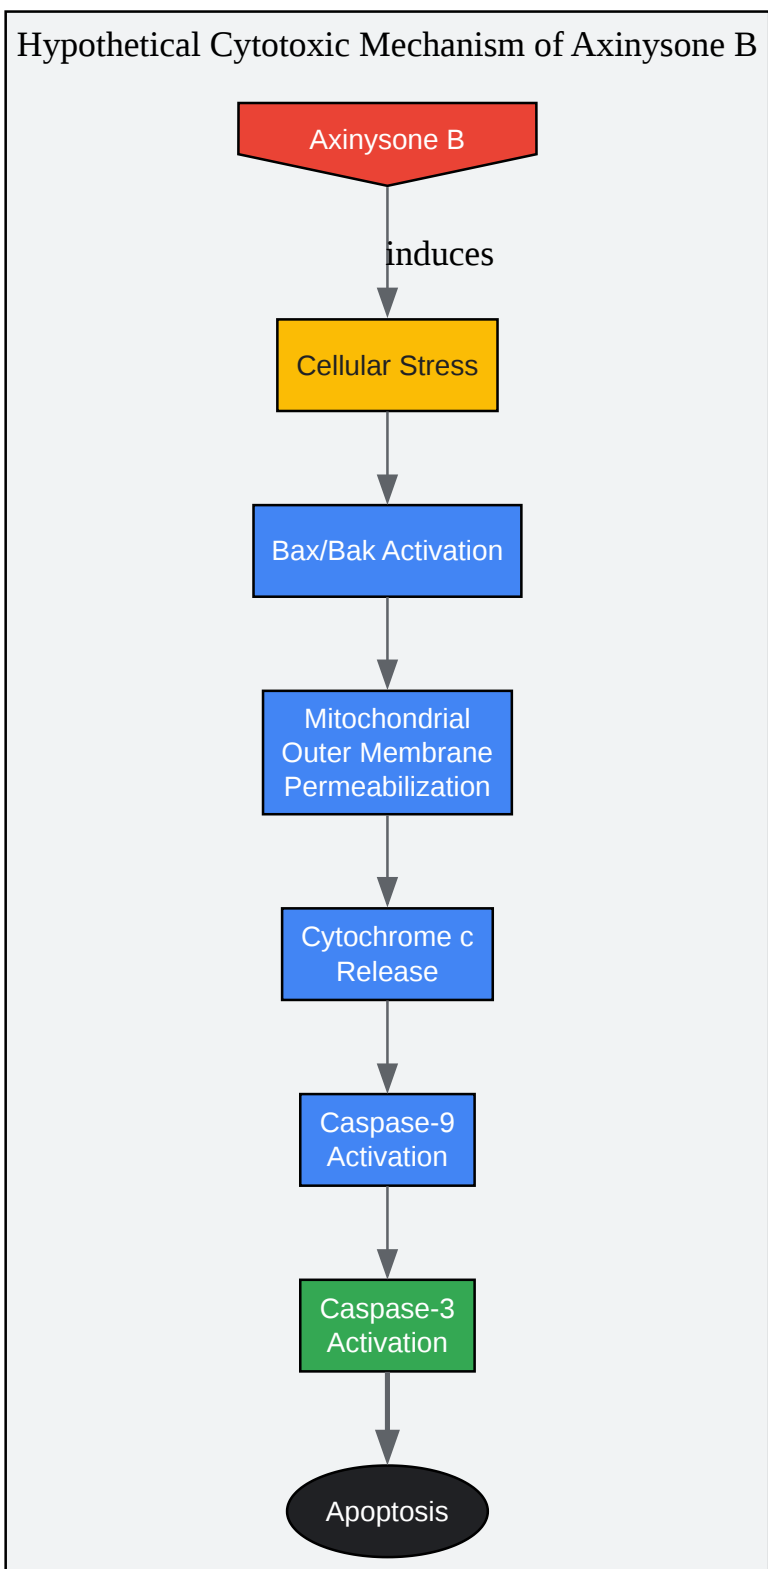 Hypothetical Cytotoxic Mechanism of Axinysone B
Axinysone B
induces
Cellular Stress
Bax/Bak Activation
Mitochondrial
Outer Membrane
Permeabilization
Cytochrome c
Release
Caspase-9
Activation
Caspase-3
Activation
Apoptosis